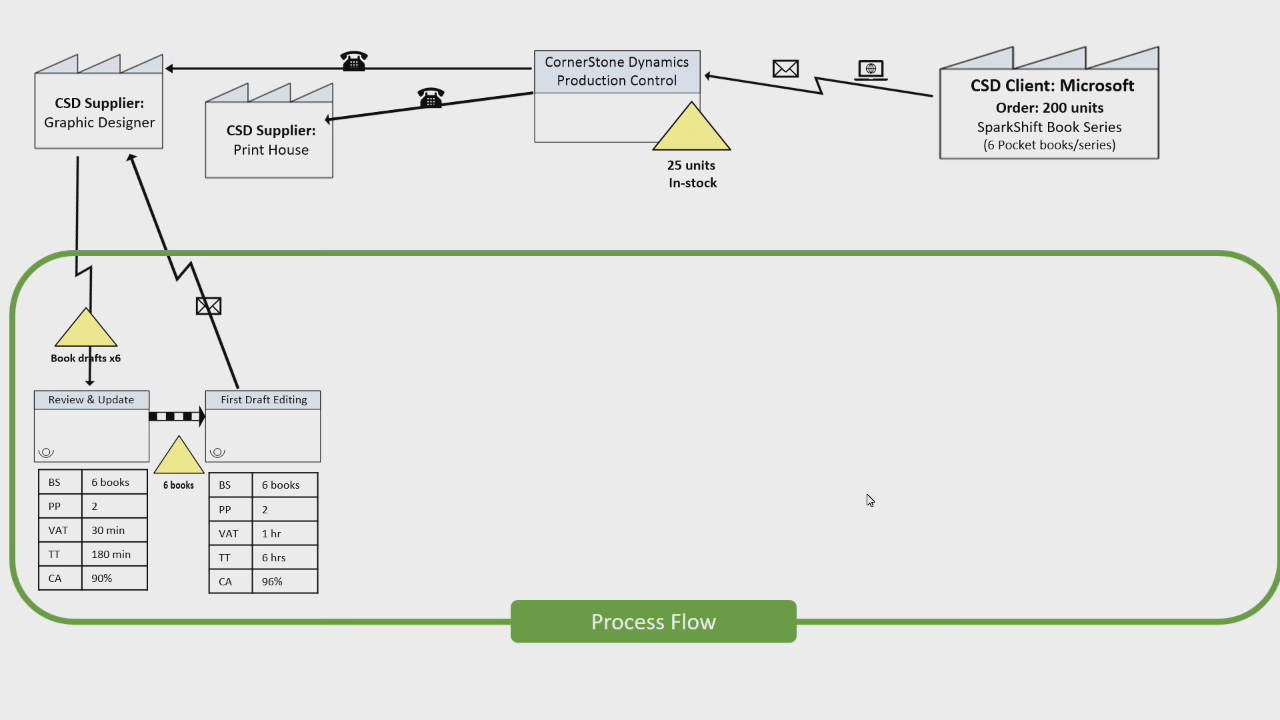 CSD Supplier:
Graphic Designer
CSD Supplier:
Print House
CornerStone Dynamics
Production Control
25 units
In-stock
CSD Client: Microsoft
Order: 200 units
SparkShift Book Series
(6 Pocket books/series)
Book drafts x6
Review & Update
First Draft Editing
6 books
BS 6 books
PP 2
VAT 30 min
TT 180 min
CA 90%
BS 6 books
PP 2
VAT 1 hr
TT 6 hrs
CA 96%
Process Flow